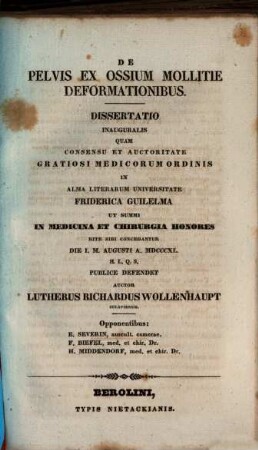 DE
PELVIS EX OSSIUM MOLLITIE
DEFORMATIONIBUS.
DISSERTATIO
INAUGURALIS
QUAM
CONSENSU ET AUCTORITATE
GRATIOSI MEDICORUM ORDINIS
IN
ALMA LITERARUM UNIVERSITATE
FRIDERICA GUILELMA
UT SUMMI
IN MEDICINA ET CHIRURGIA HONORES
RITE SIBI CONCEDANTUR
DIE I. M. AUGUSTI A. MDCCCXL.
H. L. Q. S.
PUBLICE DEFENDET
AUCTOR
LUTHERUS RICHARDUS WOLLENHAUPT
Opponentibus:
E. SEVERIN, auscult. camerae.
F. BIEFEL, med. et chir. Dr.
H. MIDDENDORF, med. et chir. Dr.
BEROLINI,
TYPIS NIETACKIANIS.